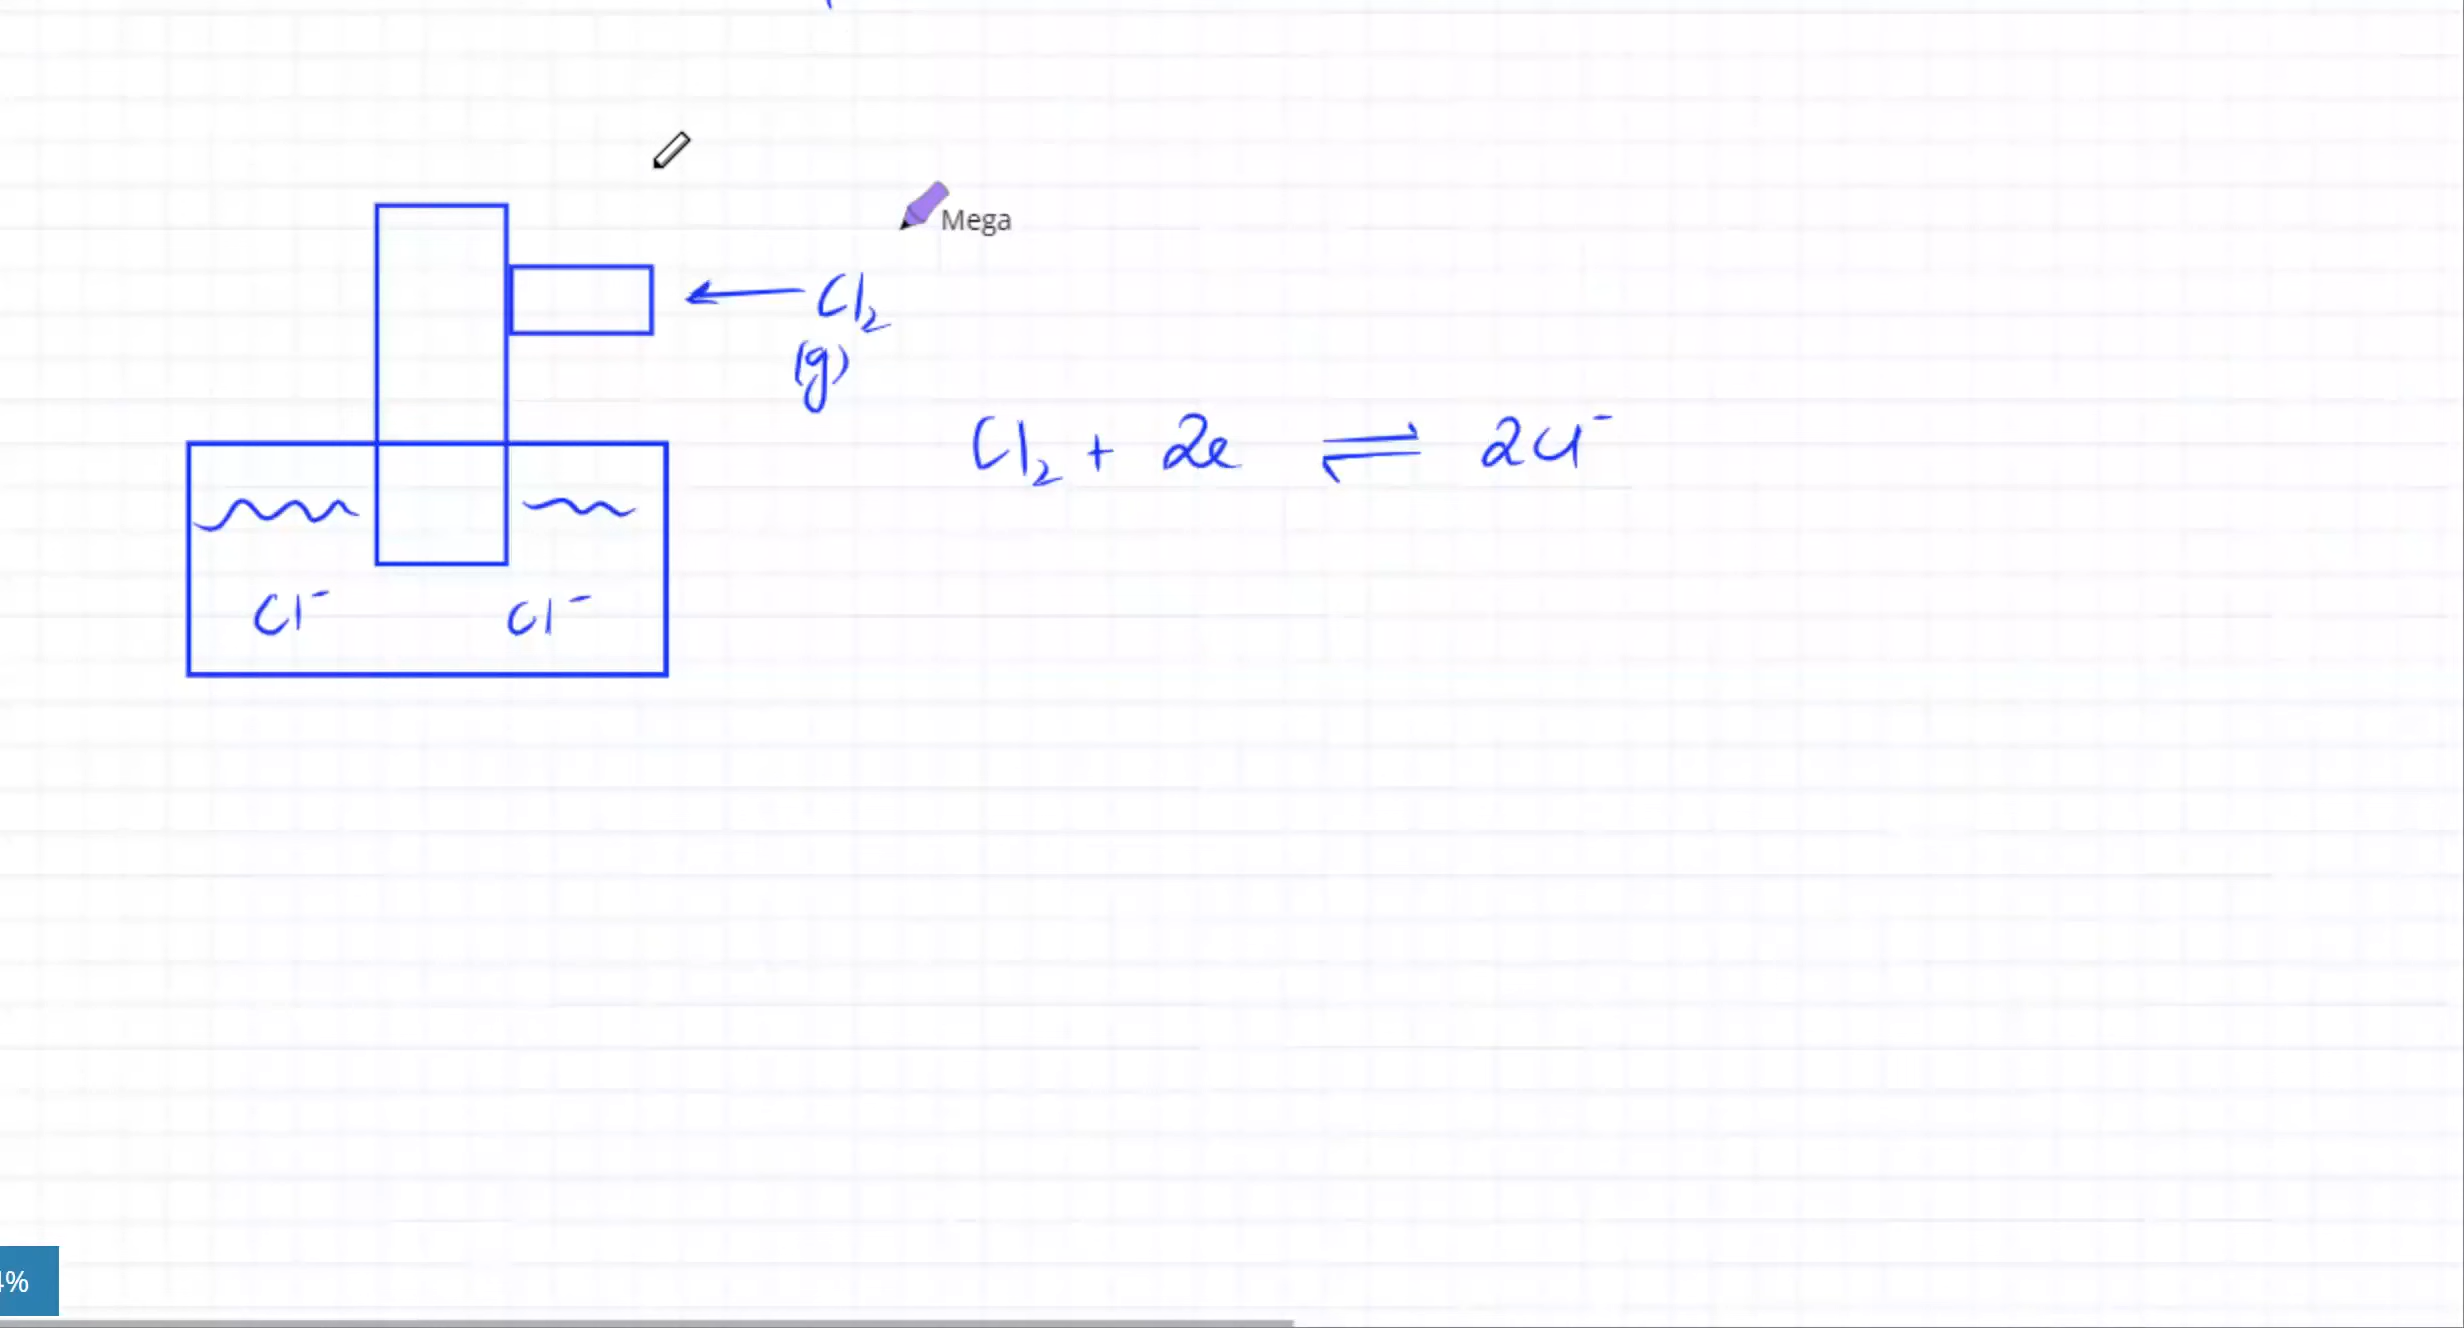 Mega
← Cl₂
(g)
Cl₂ + 2e ⇌ 2Cl⁻
Cl⁻ Cl⁻
4%